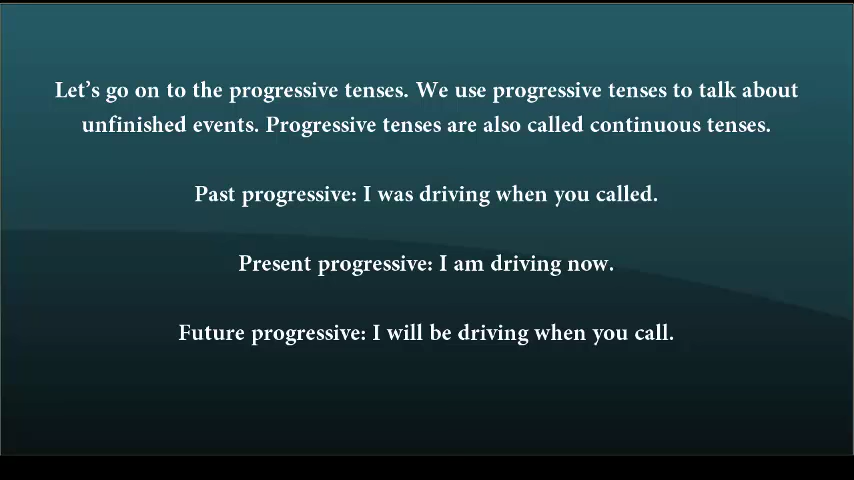 Let’s go on to the progressive tenses. We use progressive tenses to talk about
unfinished events. Progressive tenses are also called continuous tenses.
Past progressive: I was driving when you called.
Present progressive: I am driving now.
Future progressive: I will be driving when you call.